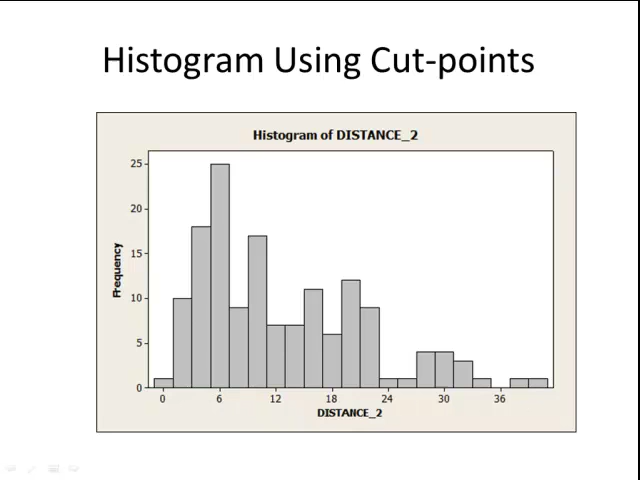 Histogram Using Cut-points
Histogram of DISTANCE_2
25
20
15
10
5
0
Frequency
0 6 12 18 24 30 36
DISTANCE_2